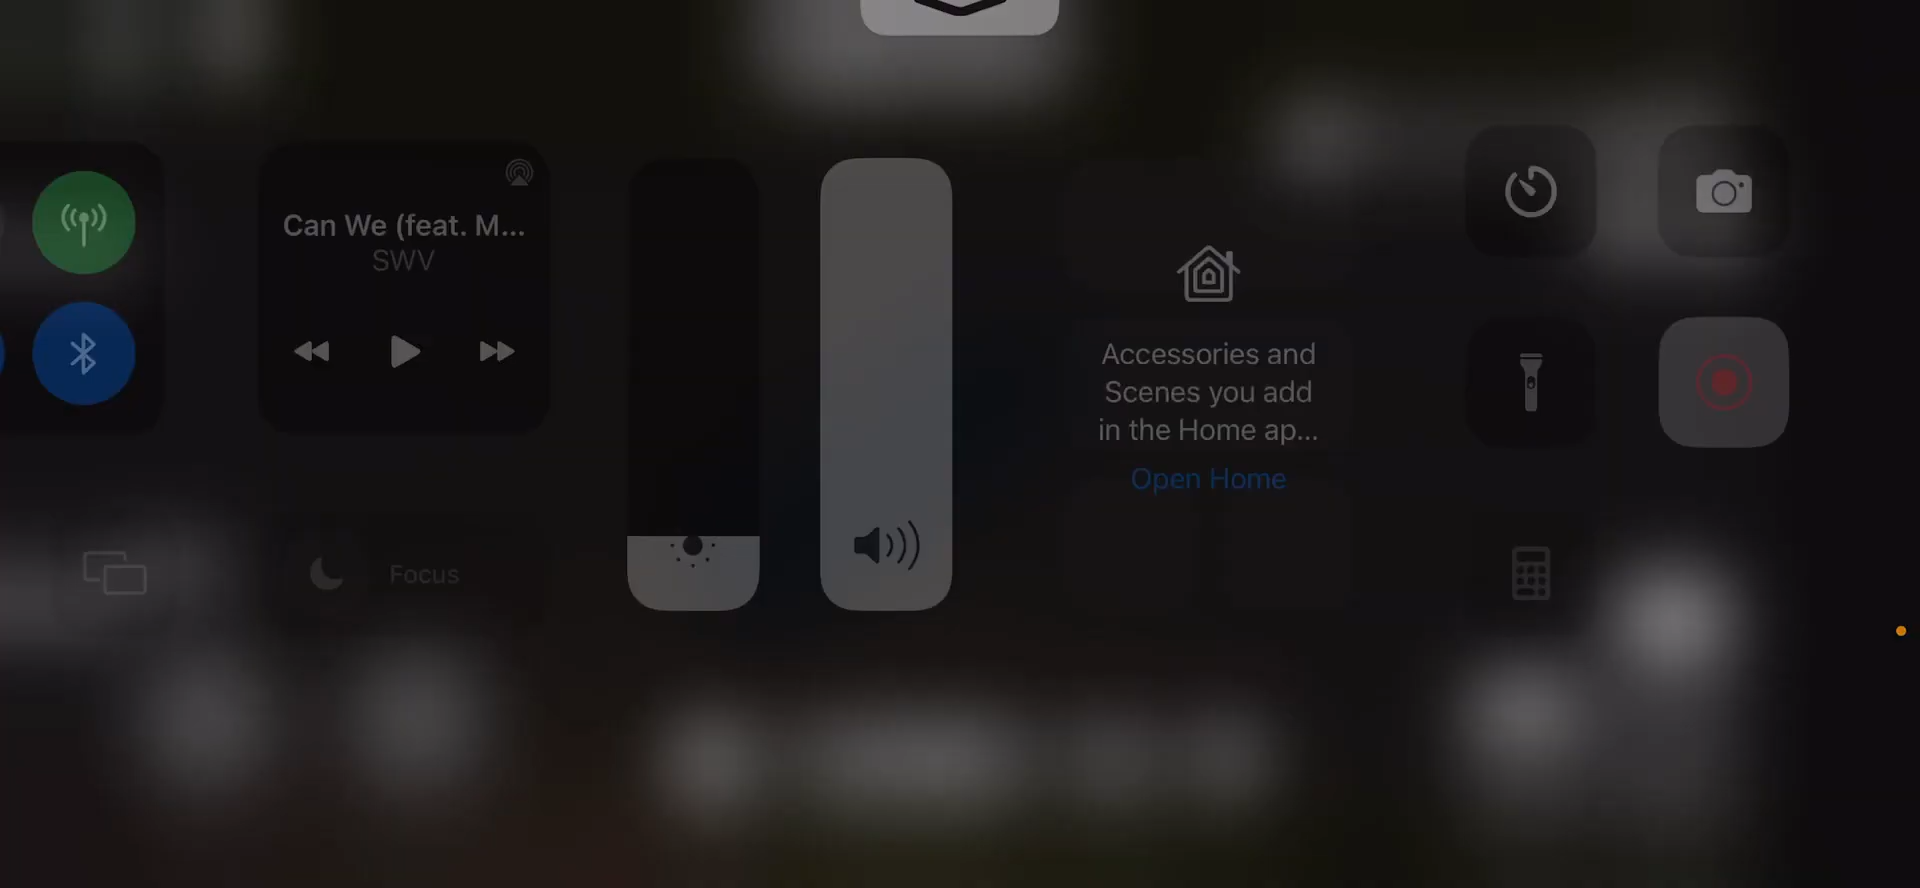 Can We (feat. M...
SWV
Accessories and
Scenes you add
in the Home ap...
Open Home
Focus